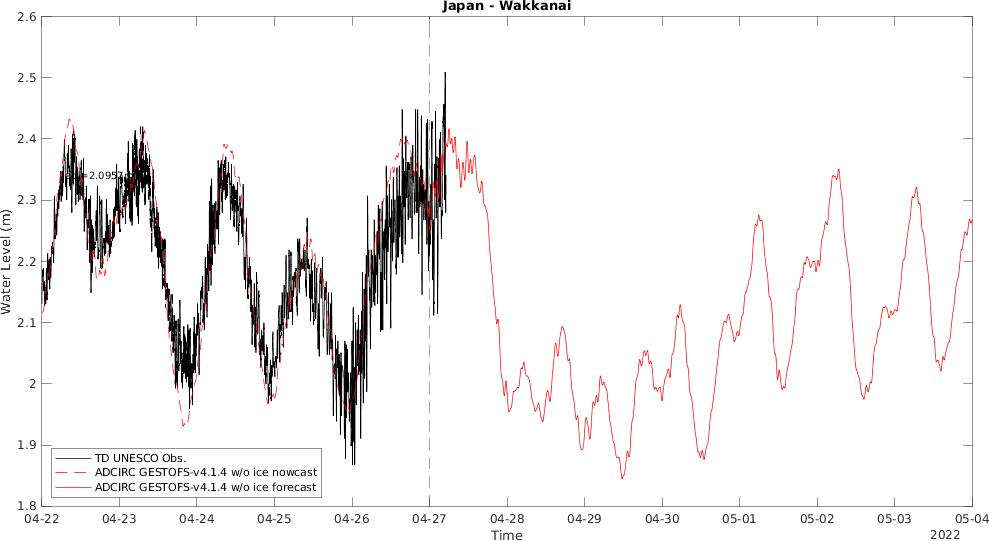 Japan - Wakkanai
2.6
2.5
2.4
2.3
2.2
2.1
2
1.9
1.8
Water Level (m)
=2.0957
TD UNESCO Obs.
ADCIRC GESTOFS-v4.1.4 w/o ice nowcast
ADCIRC GESTOFS-v4.1.4 w/o ice forecast
04-22 04-23 04-24 04-25 04-26 04-27 04-28 04-29 04-30 05-01 05-02 05-03 05-04
Time
2022